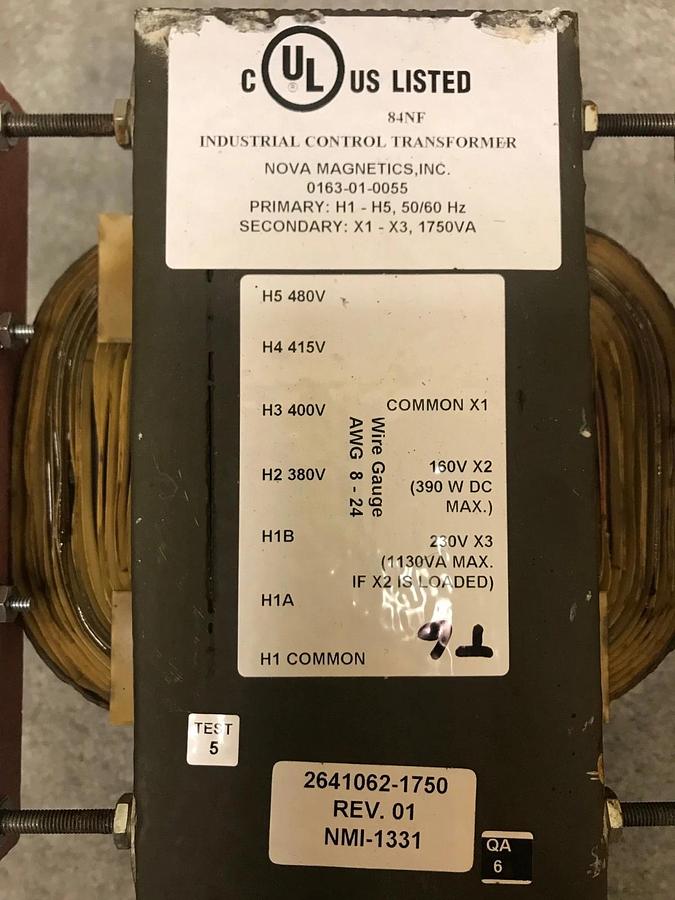 C UL US LISTED
®
84NF
INDUSTRIAL CONTROL TRANSFORMER
NOVA MAGNETICS,INC.
0163-01-0055
PRIMARY: H1 - H5, 50/60 Hz
SECONDARY: X1 - X3, 1750VA
H5 480V
H4 415V
H3 400V
H2 380V
H1B
H1A
H1 COMMON
Wire Gauge
AWG 8 - 24
COMMON X1
160V X2
(390 W DC
MAX.)
230V X3
(1130VA MAX.
IF X2 IS LOADED)
T6
TEST
5
2641062-1750
REV. 01
NMI-1331
QA
6